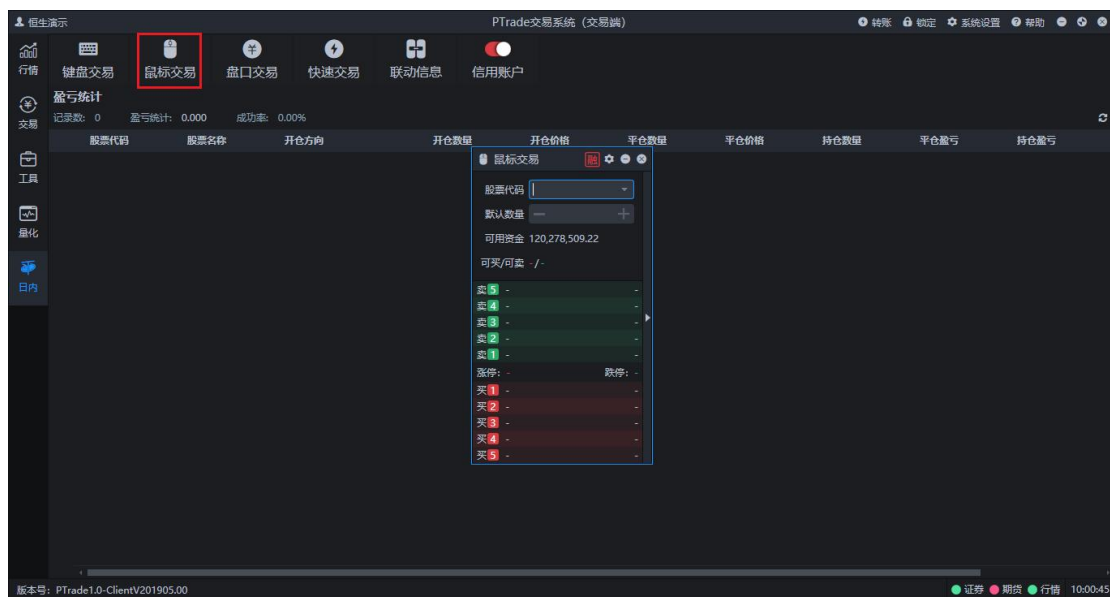 恒生演示 PTrade交易系统（交易端） 转账 锁定 系统设置 帮助
行情 键盘交易 鼠标交易 盘口交易 快速交易 联动信息 信用账户
交易
盈亏统计
记录数: 0 盈亏统计: 0.000 成功率: 0.00%
股票代码 股票名称 开仓方向 开仓数量 开仓价格 平仓数量 平仓价格 持仓数量 平仓盈亏 持仓盈亏
工具
量化
日内
鼠标交易 融
股票代码
默认数量
可用资金 120,278,509.22
可买/可卖 -/-
卖5 - -
卖4 - -
卖3 - -
卖2 - -
卖1 - -
涨停: - 跌停: -
买1 - -
买2 - -
买3 - -
买4 - -
买5 - -
版本号: PTrade1.0-ClientV201905.00 证券 期货 行情 10:00:45